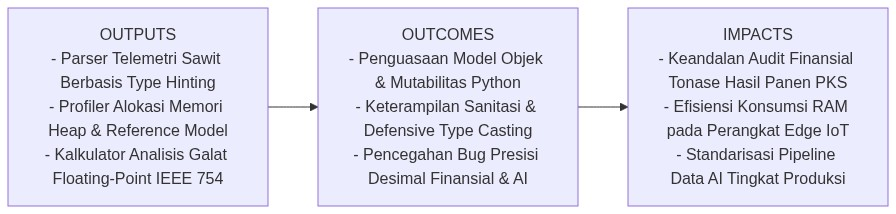 OUTPUTS
- Parser Telemetri Sawit
Berbasis Type Hinting
- Profiler Alokasi Memori
Heap & Reference Model
- Kalkulator Analisis Galat
Floating-Point IEEE 754
OUTCOMES
- Penguasaan Model Objek
& Mutabilitas Python
- Keterampilan Sanitasi &
Defensive Type Casting
- Pencegahan Bug Presisi
Desimal Finansial & AI
IMPACTS
- Keandalan Audit Finansial
Tonase Hasil Panen PKS
- Efisiensi Konsumsi RAM
pada Perangkat Edge IoT
- Standarisasi Pipeline
Data AI Tingkat Produksi